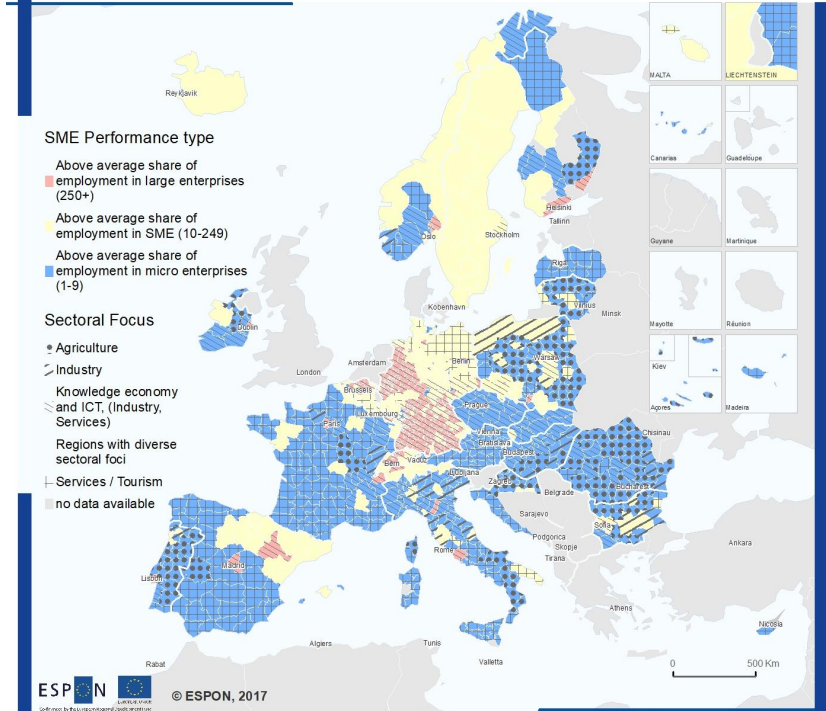 SME Performance type
Above average share of
employment in large enterprises
(250+)
Above average share of
employment in SME (10-249)
Above average share of
employment in micro enterprises
(1-9)
Sectoral Focus
Agriculture
Industry
Knowledge economy
and ICT, (Industry,
Services)
Regions with diverse
sectoral foci
Services / Tourism
no data available
Reykjavik
Oslo
Stockholm
Helsinki
Tallinn
Riga
Vilnius
Minsk
Kobenhavn
Dublin
London
Amsterdam
Berlin
Warsaw
Brussels
Luxembourg
Prague
Paris
Vienna
Bratislava
Budapest
Chisinau
Bern
Vaduz
Ljubljana
Zagreb
Belgrade
Bucharest
Sarajevo
Podgorica
Sofia
Skopje
Tirana
Rome
Madrid
Lisbon
Ankara
Athens
Nicosia
Algiers
Tunis
Valletta
Rabat
MALTA
LIECHTENSTEIN
Canarias
Guadeloupe
Guyane
Martinique
Mayotte
Réunion
Kiev
Açores
Madeira
0 500 Km
ESPON
© ESPON, 2017